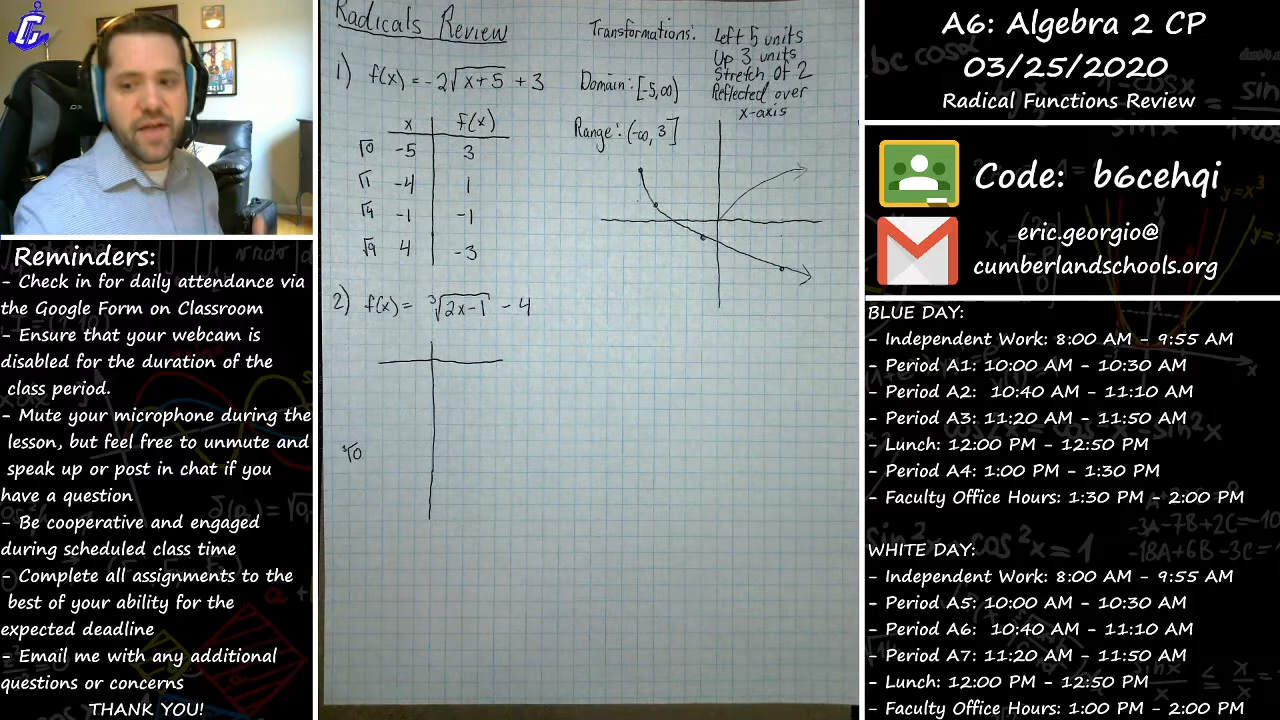 Radicals Review
1) f(x) = -2√(x+5) + 3
x f(x)
√0 -5 3
√1 -4 1
√4 -1 -1
√9 4 -3
Transformations: Left 5 units
Up 3 units
Stretch of 2
Reflected over
x-axis
Domain: [-5,∞)
Range: (-∞, 3]
2) f(x) = ∛(2x-1) - 4
∛0
Reminders:
- Check in for daily attendance via
the Google Form on Classroom
- Ensure that your webcam is
disabled for the duration of the
class period.
- Mute your microphone during the
lesson, but feel free to unmute and
speak up or post in chat if you
have a question
- Be cooperative and engaged
during scheduled class time
- Complete all assignments to the
best of your ability for the
expected deadline
- Email me with any additional
questions or concerns
THANK YOU!
A6: Algebra 2 CP
03/25/2020
Radical Functions Review
Code: b6cehqi
eric.georgio@
cumberlandschools.org
BLUE DAY:
- Independent Work: 8:00 AM - 9:55 AM
- Period A1: 10:00 AM - 10:30 AM
- Period A2: 10:40 AM - 11:10 AM
- Period A3: 11:20 AM - 11:50 AM
- Lunch: 12:00 PM - 12:50 PM
- Period A4: 1:00 PM - 1:30 PM
- Faculty Office Hours: 1:30 PM - 2:00 PM
WHITE DAY:
- Independent Work: 8:00 AM - 9:55 AM
- Period A5: 10:00 AM - 10:30 AM
- Period A6: 10:40 AM - 11:10 AM
- Period A7: 11:20 AM - 11:50 AM
- Lunch: 12:00 PM - 12:50 PM
- Faculty Office Hours: 1:00 PM - 2:00 PM